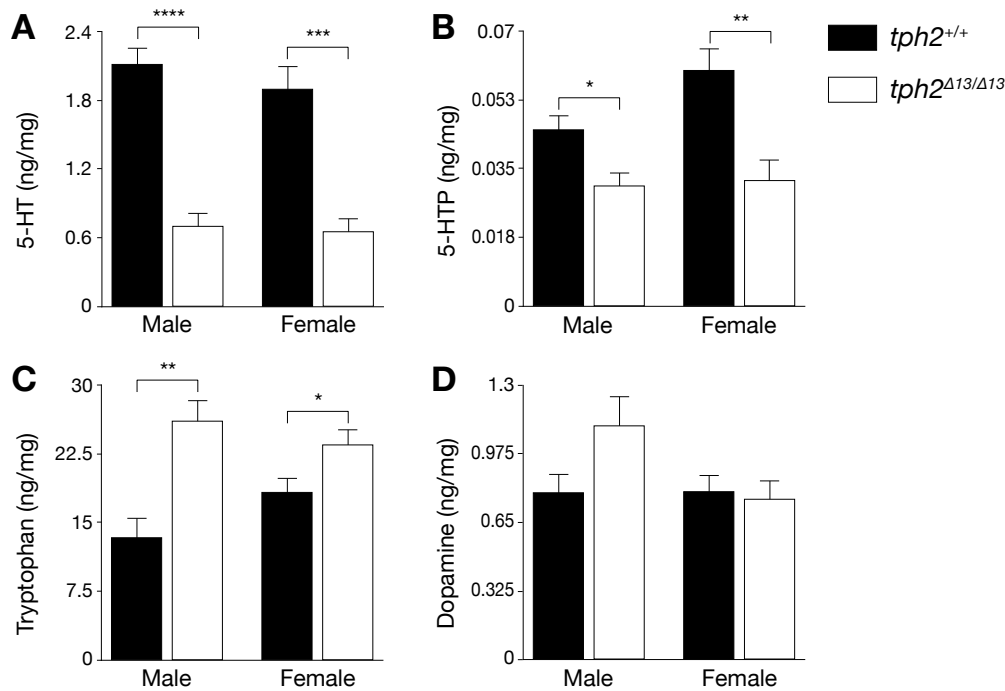 A
5-HT (ng/mg)
2.4
1.8
1.2
0.6
0
****
***
Male
Female
B
5-HTP (ng/mg)
0.07
0.053
0.035
0.018
0
*
**
Male
Female
tph2+/+
tph2Δ13/Δ13
C
Tryptophan (ng/mg)
30
22.5
15
7.5
0
**
*
Male
Female
D
Dopamine (ng/mg)
1.3
0.975
0.65
0.325
0
Male
Female